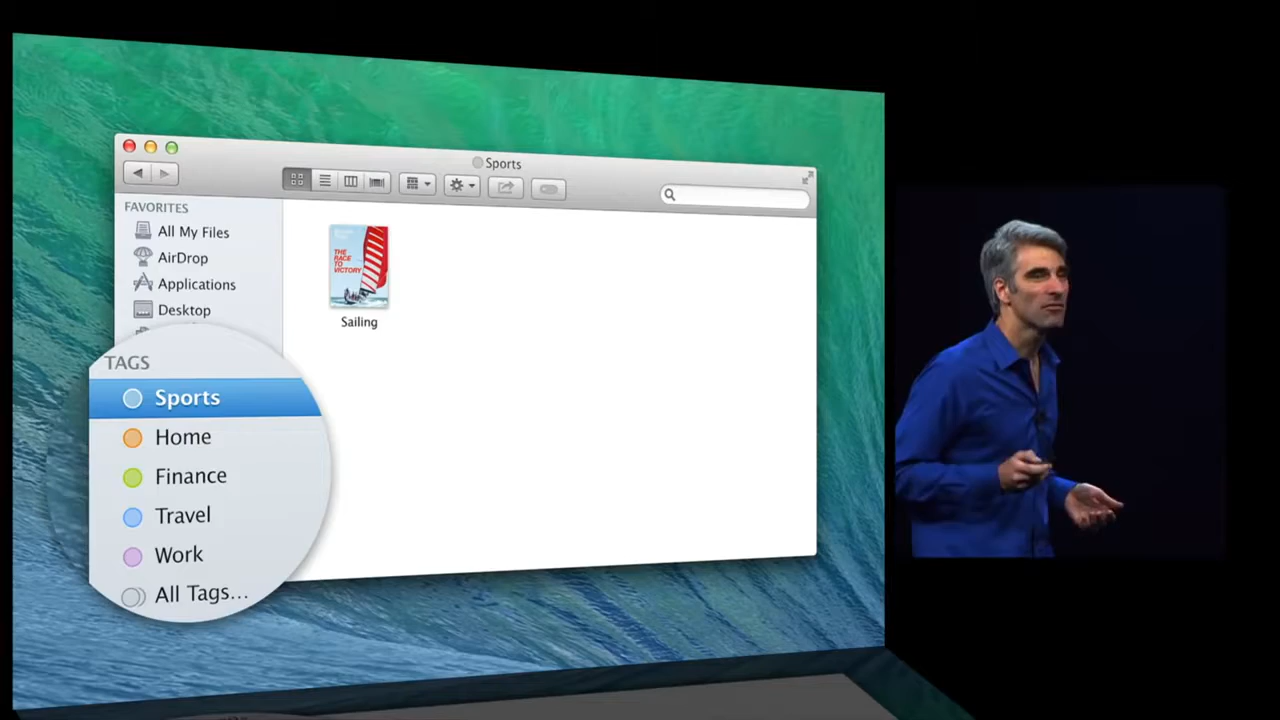 Sports
FAVORITES
All My Files
AirDrop
Applications
Desktop
THE
RACE
TO
VICTORY
Sailing
TAGS
Sports
Home
Finance
Travel
Work
All Tags...